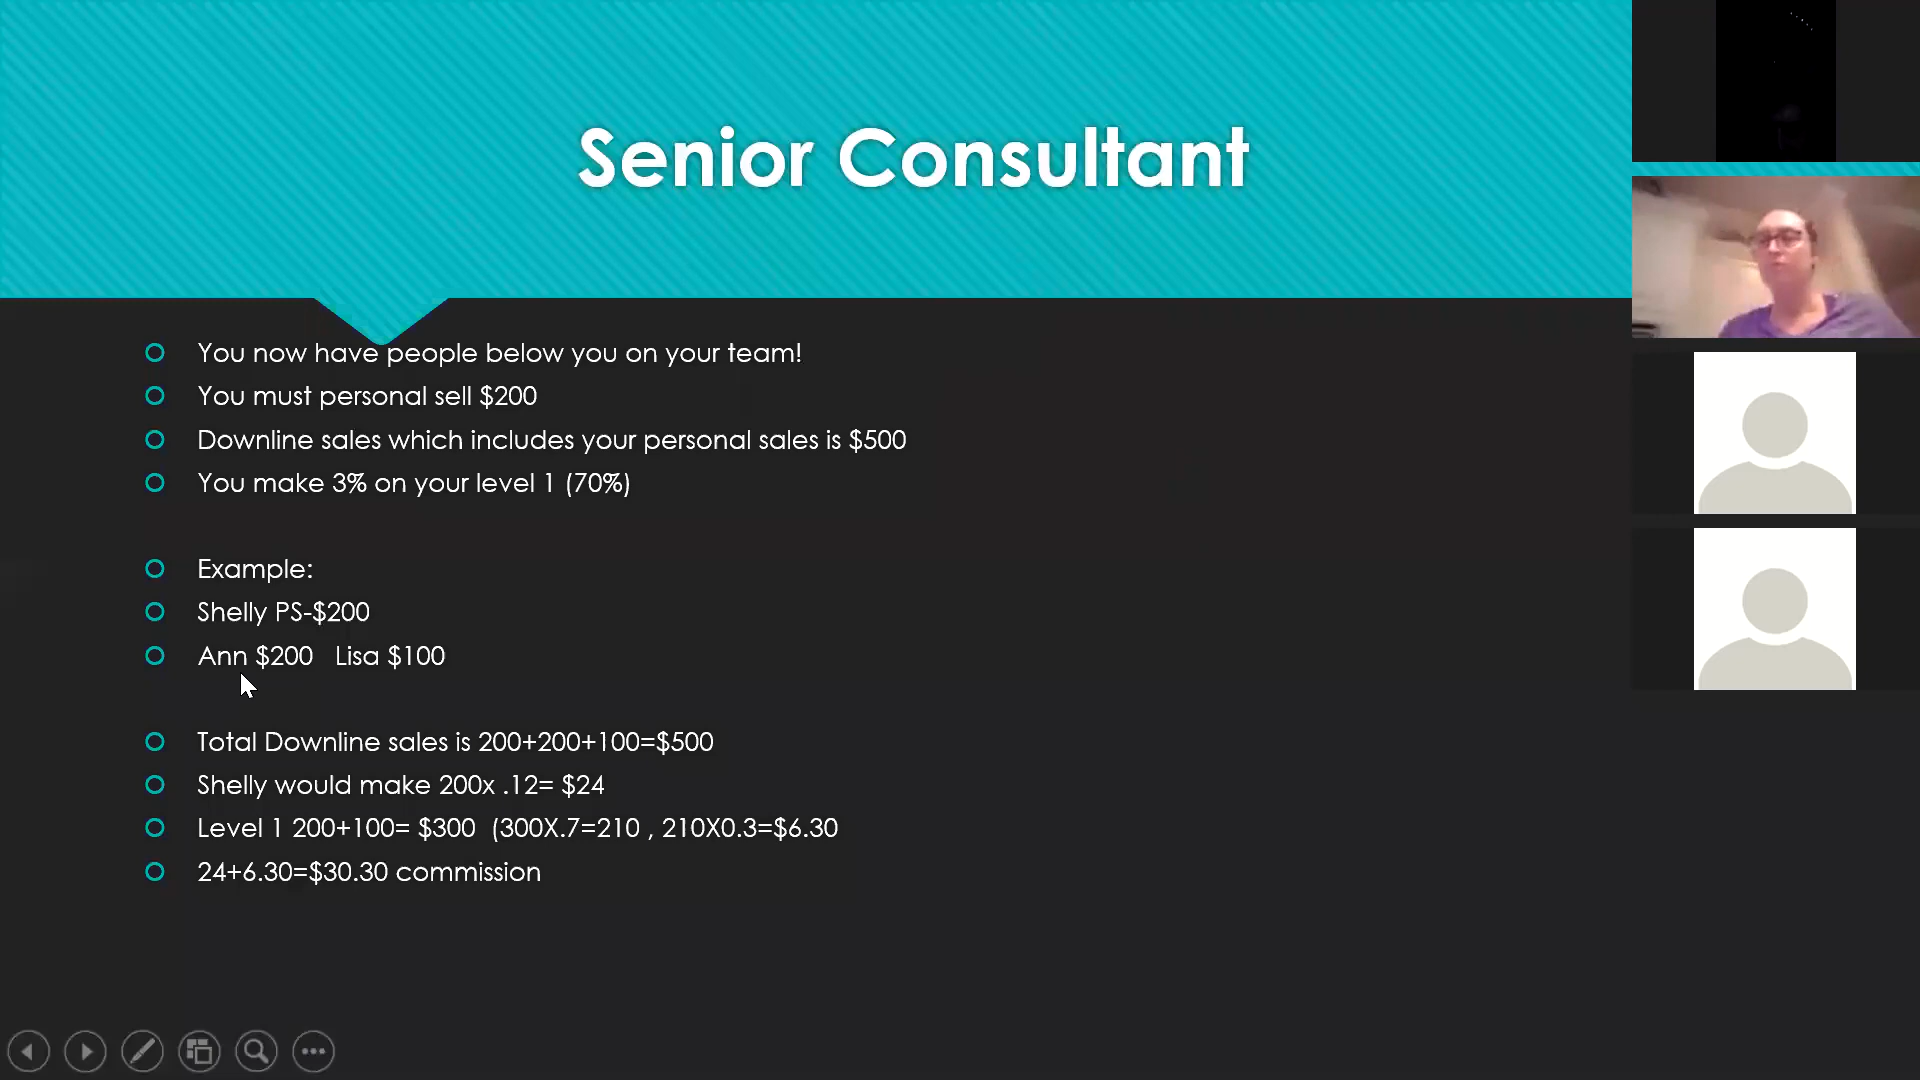 Senior Consultant
You now have people below you on your team!
You must personal sell $200
Downline sales which includes your personal sales is $500
You make 3% on your level 1 (70%)
Example:
Shelly PS-$200
Ann $200   Lisa $100
Total Downline sales is 200+200+100=$500
Shelly would make 200x .12= $24
Level 1 200+100= $300  (300X.7=210 , 210X0.3=$6.30
24+6.30=$30.30 commission